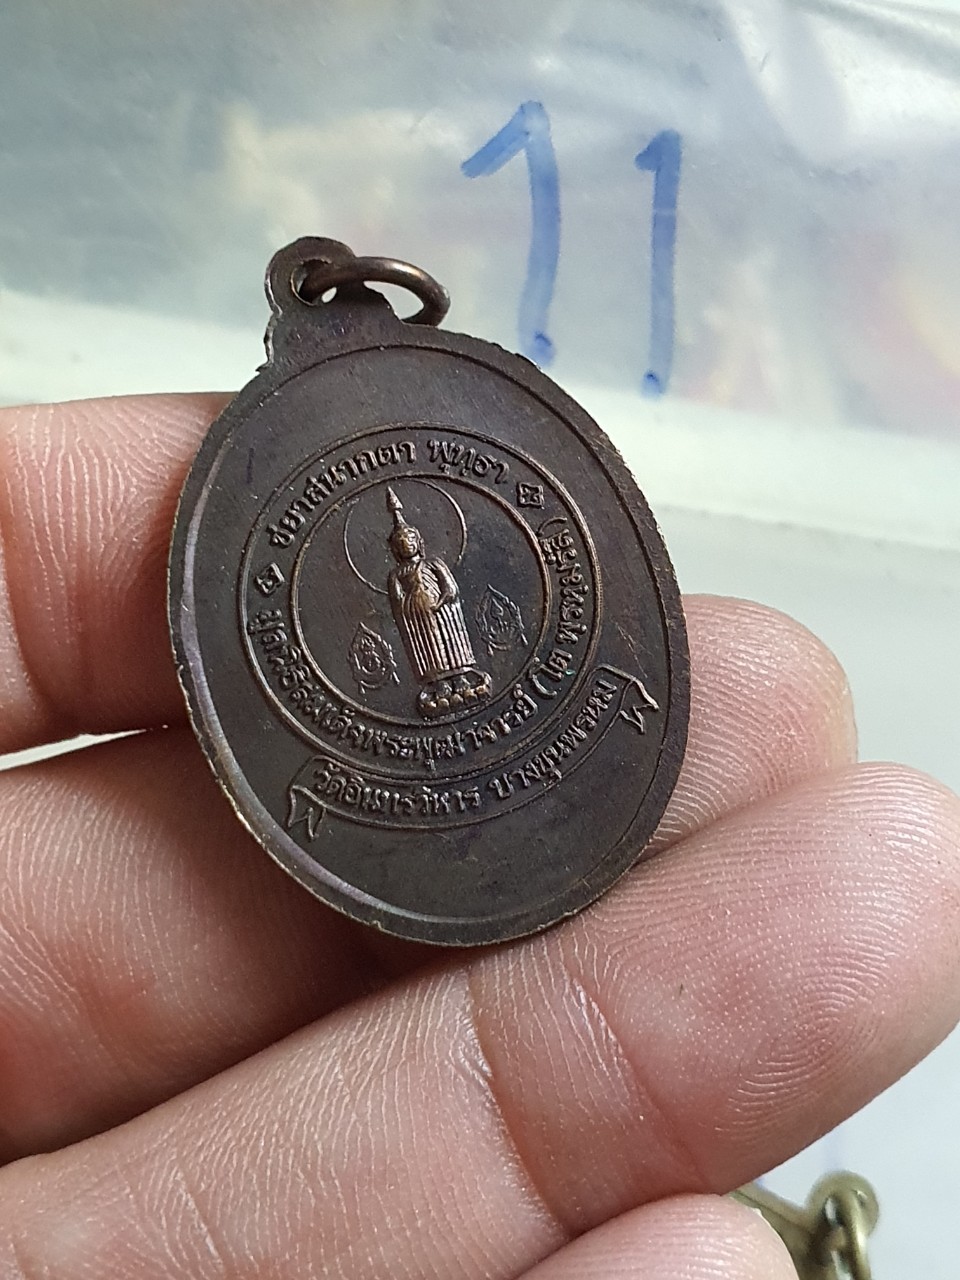 11
ชยาสนากตา พุทธา
มูลนิธิสมเด็จพระพุฒาจารย์ (โต พฺรหฺมรํสี)
วัดอินทรวิหาร บางขุนพรหม